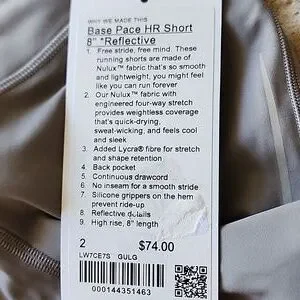 WHY WE MADE THIS
Base Pace HR Short
8" *Reflective
1. Free stride, free mind. These
running shorts are made of
Nulux™ fabric that's so smooth
and lightweight, you might feel
like you can run forever
2. Our Nulux™ fabric with
engineered four-way stretch
provides weightless coverage
that's quick-drying,
sweat-wicking, and feels cool
and sleek
3. Added Lycra® fibre for stretch
and shape retention
4. Back pocket
5. Continuous drawcord
6. No inseam for a smooth stride
7. Silicone grippers on the hem
prevent ride-up
8. Reflective details
9. High rise, 8" length
2 $74.00
LW7CE7S GULG
000144351463